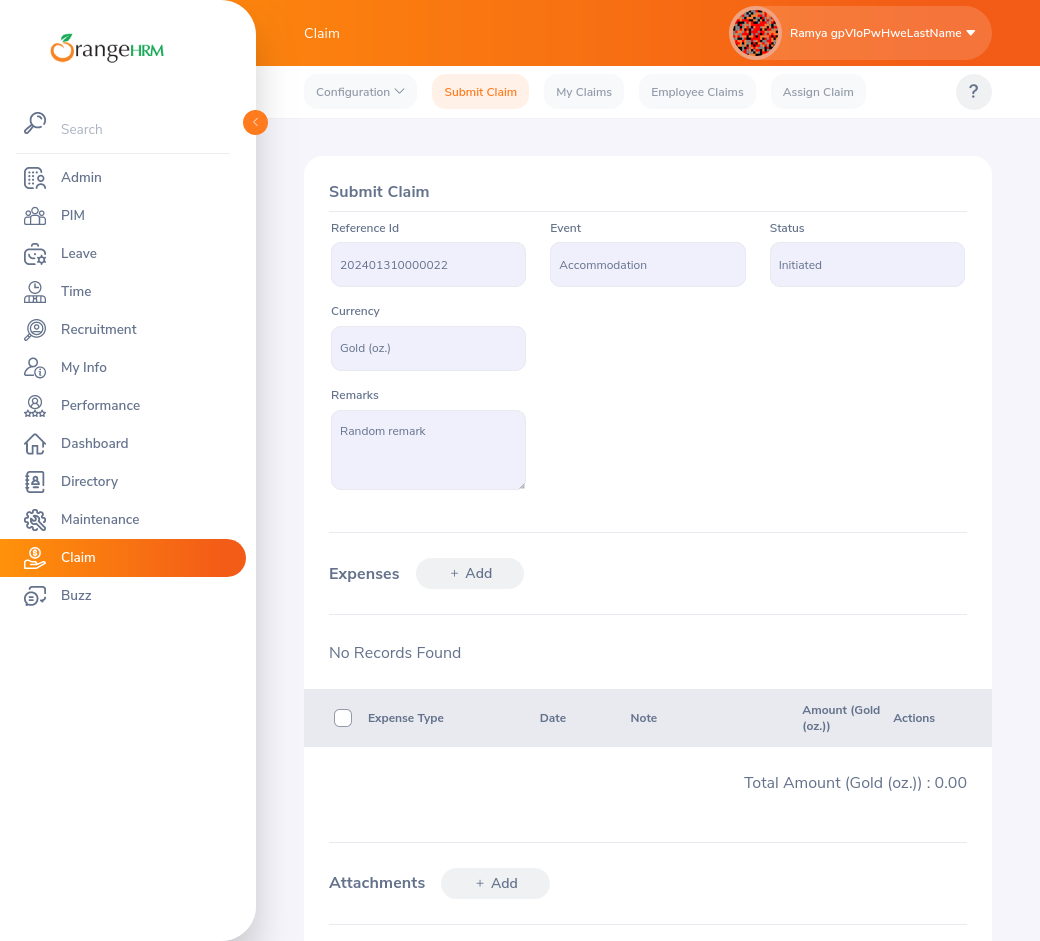 OrangeHRM
Claim
Ramya gpVIoPwHweLastName
Configuration
Submit Claim
My Claims
Employee Claims
Assign Claim
?
Search
Admin
PIM
Leave
Time
Recruitment
My Info
Performance
Dashboard
Directory
Maintenance
Claim
Buzz
Submit Claim
Reference Id
Event
Status
202401310000022
Accommodation
Initiated
Currency
Gold (oz.)
Remarks
Random remark
Expenses
+ Add
No Records Found
Expense Type
Date
Note
Amount (Gold
(oz.))
Actions
Total Amount (Gold (oz.)) : 0.00
Attachments
+ Add